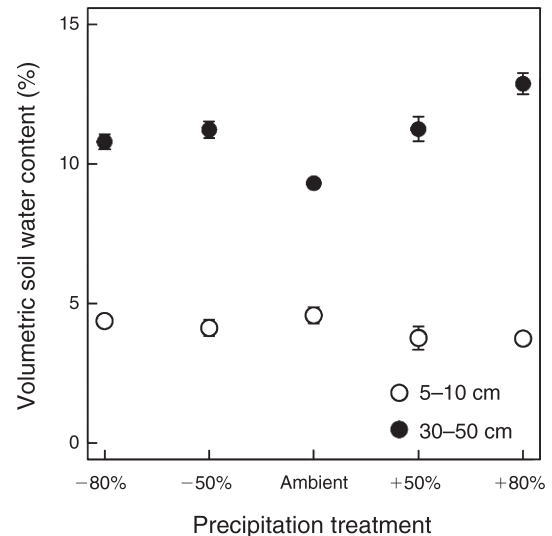 Volumetric soil water content (%)
15
10
5
0
5–10 cm
30–50 cm
−80%
−50%
Ambient
+50%
+80%
Precipitation treatment